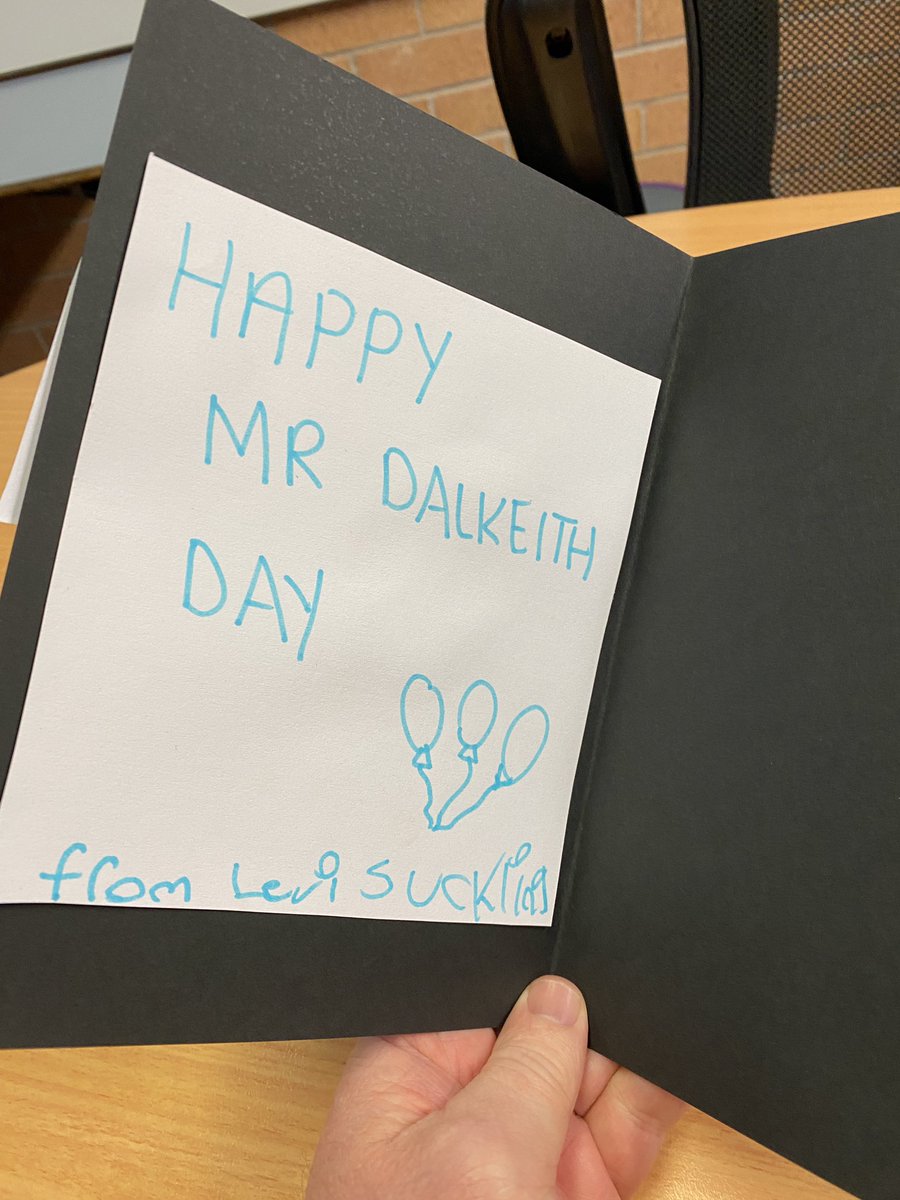 HAPPY
MR DALKEITH
DAY
from Levi Suckling